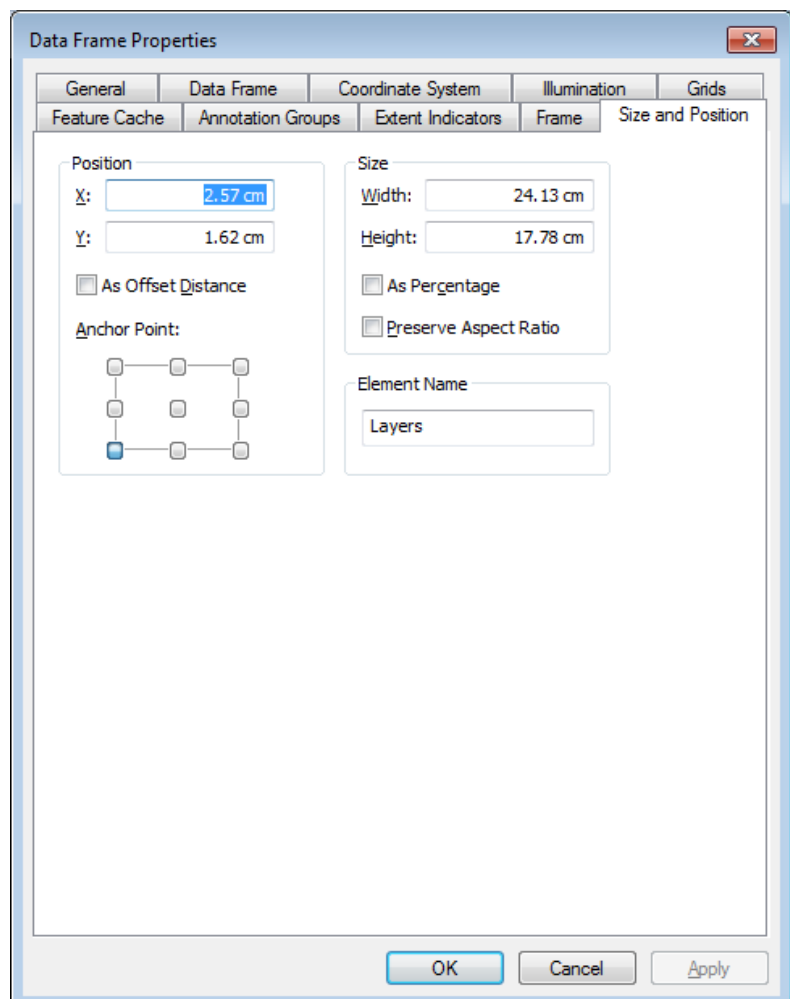 Data Frame Properties
General Data Frame Coordinate System Illumination Grids
Feature Cache Annotation Groups Extent Indicators Frame Size and Position
Position Size
X: 2.57 cm Width: 24.13 cm
Y: 1.62 cm Height: 17.78 cm
As Offset Distance As Percentage
Anchor Point: Preserve Aspect Ratio
Element Name
Layers
OK Cancel Apply